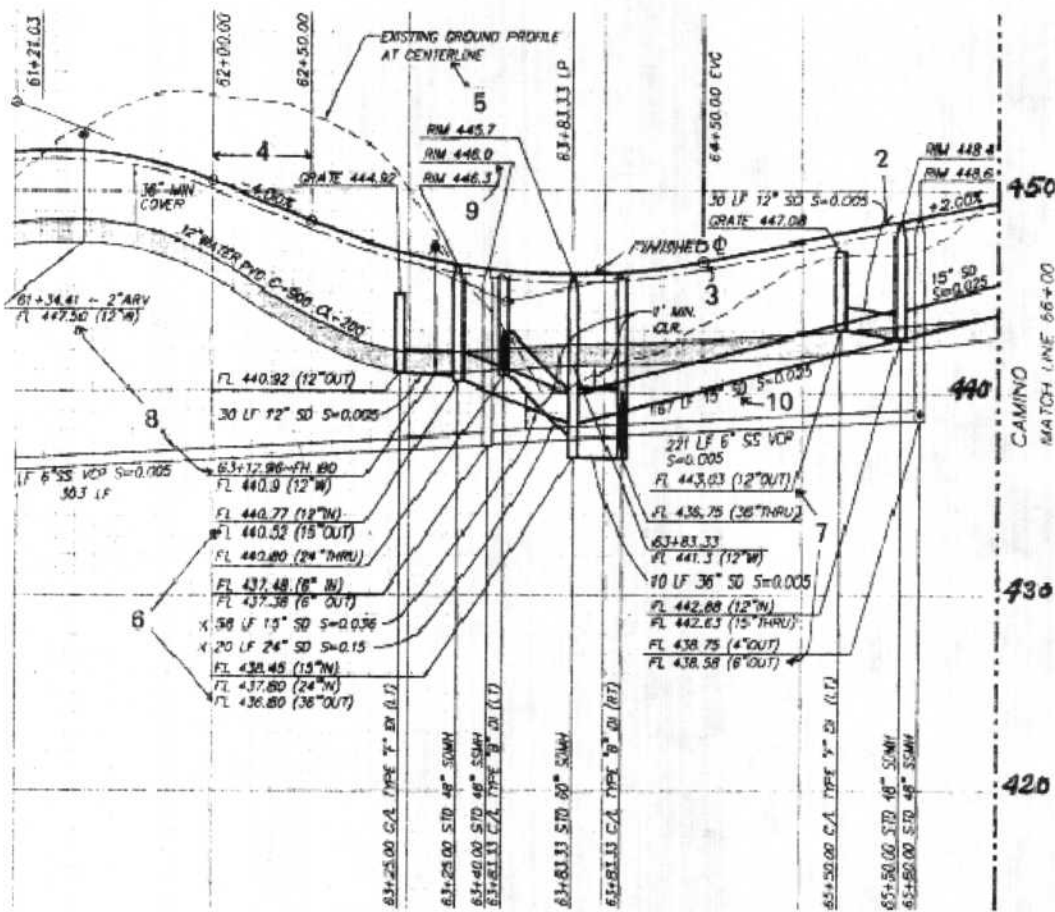 61+21.03
62+00.00
62+50.00
EXISTING GROUND PROFILE
AT CENTERLINE
5
63+83.33 LP
64+50.00 EVC
RIM 445.7
RIM 446.0
RIM 446.3
9
4
GRATE 444.92
-4.00%
36" MIN
COVER
12" WATER PVC C-900 CL-200
2
30 LF 12" SD S=0.005
GRATE 447.08
RIM 448.4
RIM 448.6
+2.00%
450
3
1' MIN.
CLR.
15" SD
S=0.025
61+34.41 - 2" ARV
FL 447.50 (12"W)
8
FL 440.92 (12"OUT)
30 LF 12" SD S=0.005
167 LF 15" SD S=0.025
10
440
CAMINO
MATCH LINE 66+00
LF 6"SS VCP S=0.005
303 LF
221 LF 6" SS VCP
S=0.005
63+12.96-FH. 180
FL 440.9 (12"W)
FL 440.77 (12"IN)
FL 440.52 (15"OUT)
FL 440.80 (24"THRU)
FL 437.48 (6" IN)
FL 437.38 (6" OUT)
6
x 58 LF 15" SD S=0.036
x 20 LF 24" SD S=0.15
FL 438.45 (15"IN)
FL 437.80 (24"IN)
FL 436.80 (36"OUT)
FL 443.03 (12"OUT)
FL 436.75 (36"THRU)
7
63+83.33
FL 441.3 (12"W)
10 LF 36" SD S=0.005
FL 442.88 (12"IN)
FL 442.63 (15"THRU)
FL 438.75 (4"OUT)
FL 438.58 (6"OUT)
430
420
63+25.00 C/L TYPE "F" DI (LT)
63+25.00 STD 48" SDMH
63+40.00 STD 48" SSMH
63+83.33 C/L TYPE "B" DI (LT)
63+83.33 STD 60" SDMH
63+83.33 C/L TYPE "B" DI (RT)
65+50.00 C/L TYPE "F" DI (LT)
65+50.00 STD 48" SDMH
65+60.00 STD 48" SSMH